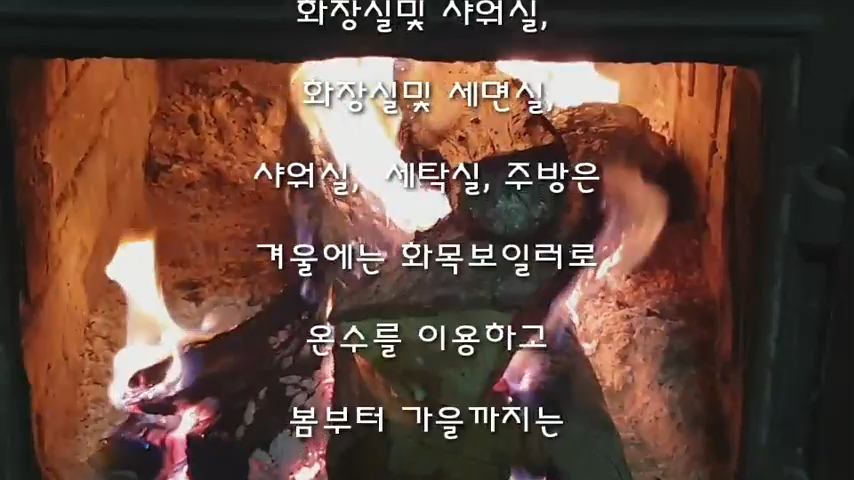 화장실및 샤워실,
화장실및 세면실,
샤워실, 세탁실, 주방은
겨울에는 화목보일러로
온수를 이용하고
봄부터 가을까지는